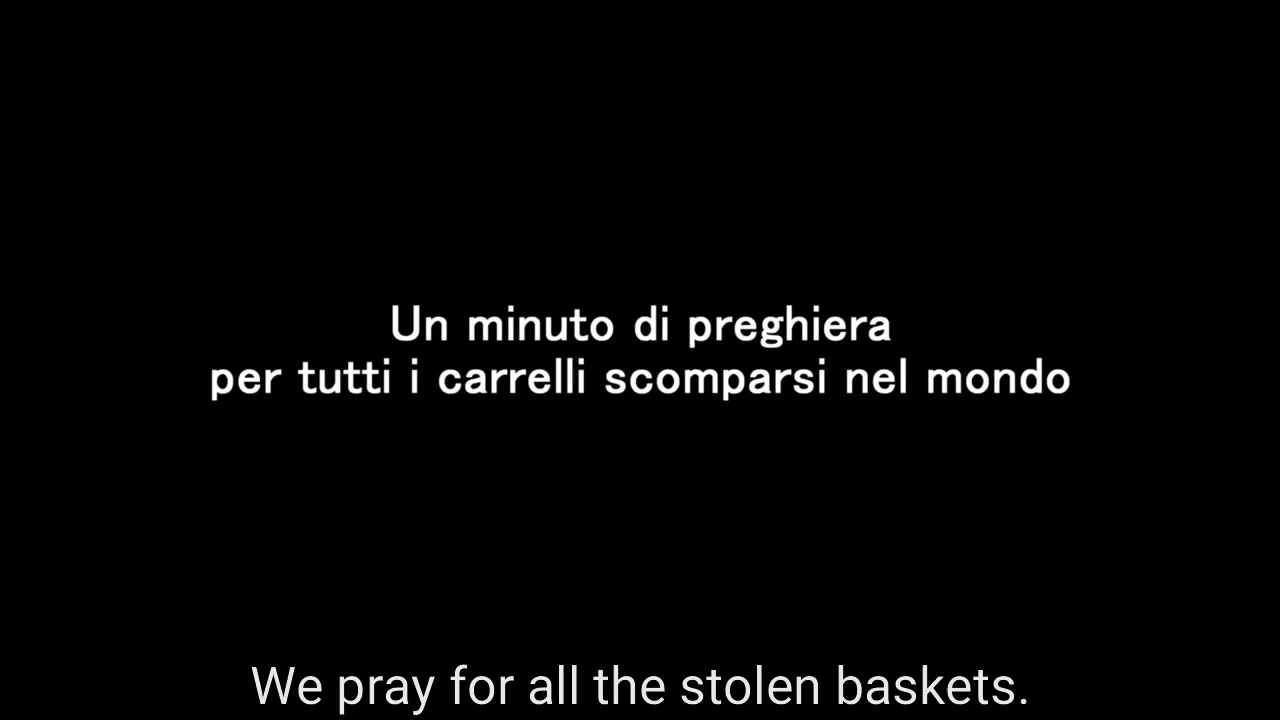 Un minuto di preghiera
per tutti i carrelli scomparsi nel mondo
We pray for all the stolen baskets.